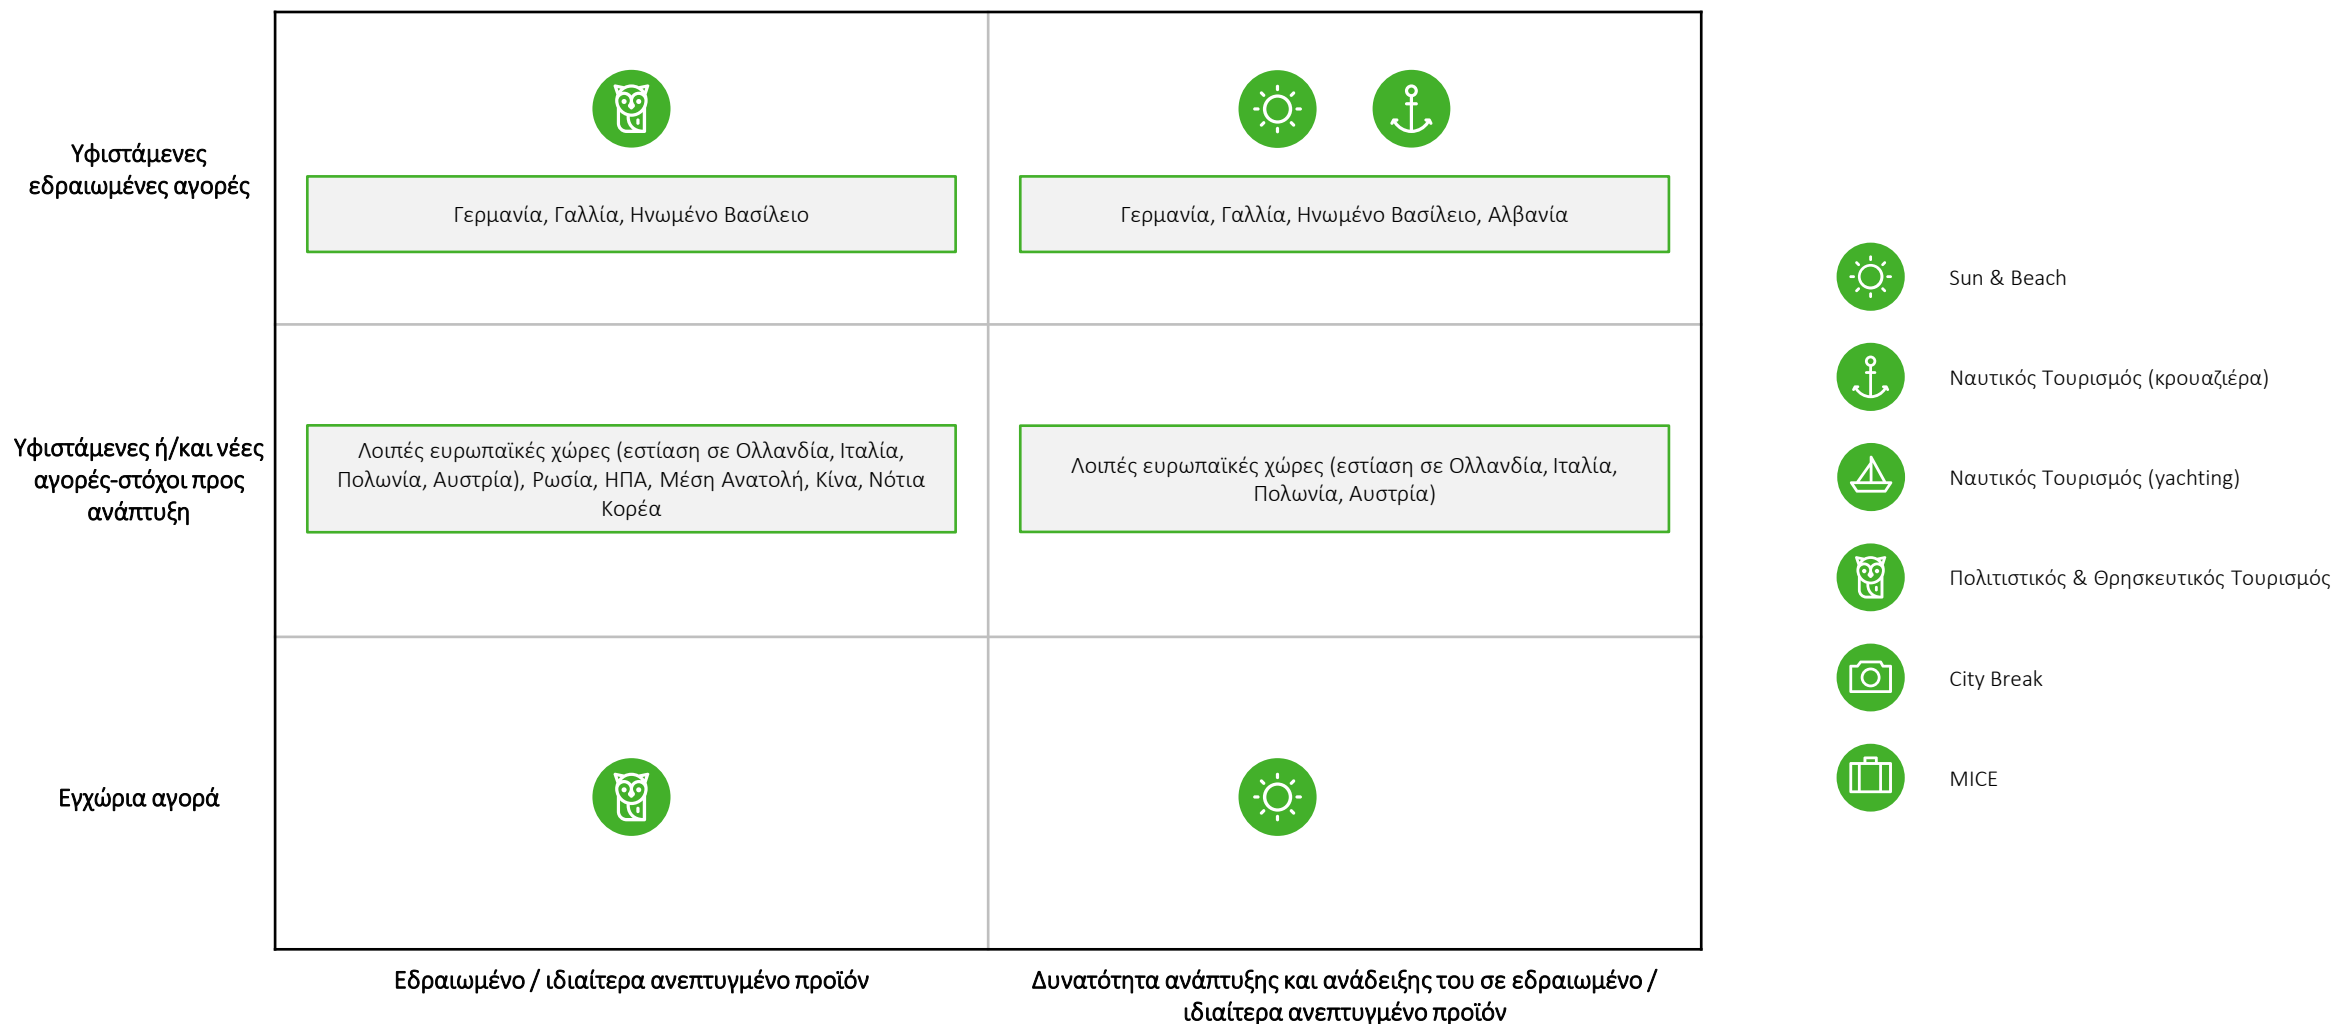 Υφιστάμενες
εδραιωμένες αγορές
Γερμανία, Γαλλία, Ηνωμένο Βασίλειο
Γερμανία, Γαλλία, Ηνωμένο Βασίλειο, Αλβανία
Υφιστάμενες ή/και νέες
αγορές-στόχοι προς
ανάπτυξη
Λοιπές ευρωπαϊκές χώρες (εστίαση σε Ολλανδία, Ιταλία,
Πολωνία, Αυστρία), Ρωσία, ΗΠΑ, Μέση Ανατολή, Κίνα, Νότια
Κορέα
Λοιπές ευρωπαϊκές χώρες (εστίαση σε Ολλανδία, Ιταλία,
Πολωνία, Αυστρία)
Εγχώρια αγορά
Εδραιωμένο / ιδιαίτερα ανεπτυγμένο προϊόν
Δυνατότητα ανάπτυξης και ανάδειξης του σε εδραιωμένο /
ιδιαίτερα ανεπτυγμένο προϊόν
Sun & Beach
Ναυτικός Τουρισμός (κρουαζιέρα)
Ναυτικός Τουρισμός (yachting)
Πολιτιστικός & Θρησκευτικός Τουρισμός
City Break
MICE